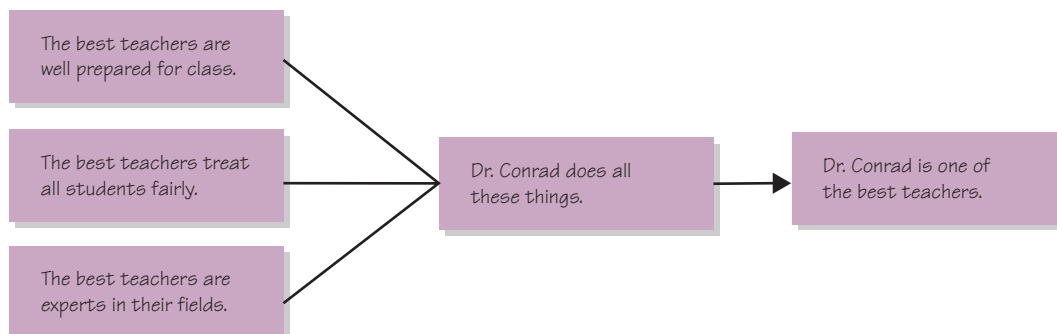 The best teachers are
well prepared for class.
The best teachers treat
all students fairly.
The best teachers are
experts in their fields.
Dr. Conrad does all
these things.
Dr. Conrad is one of
the best teachers.